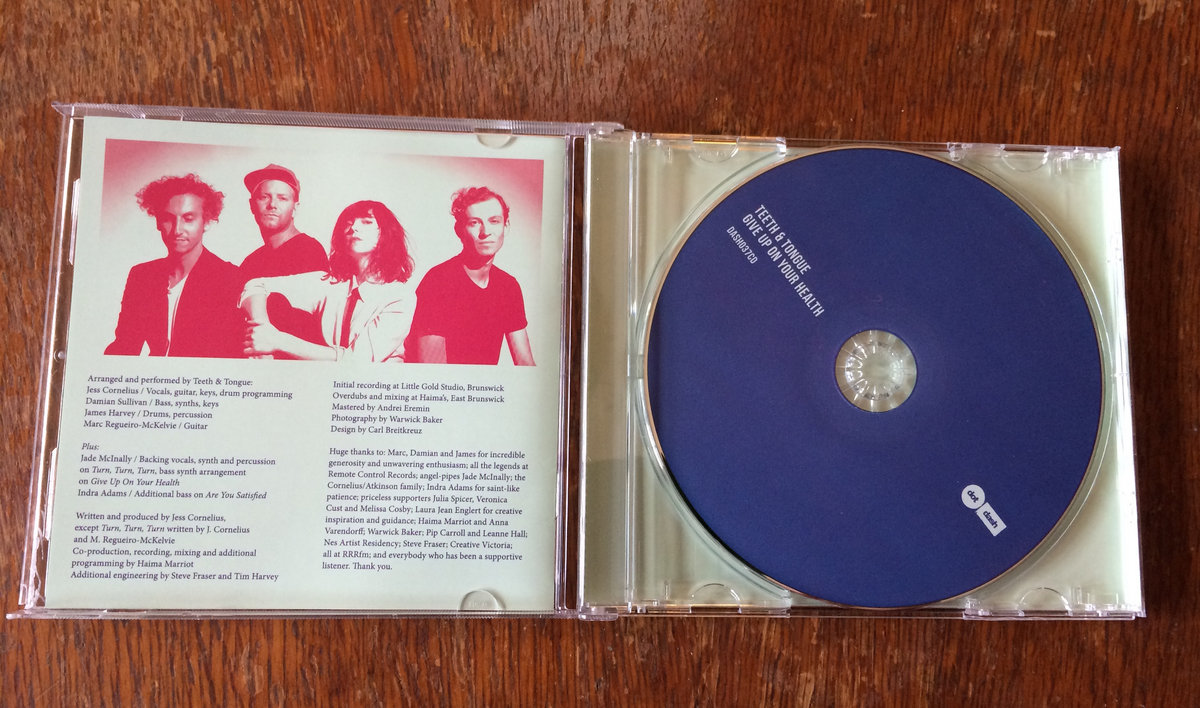 Arranged and performed by Teeth & Tongue:
Jess Cornelius / Vocals, guitar, keys, drum programming
Damian Sullivan / Bass, synths, keys
James Harvey / Drums, percussion
Marc Regueiro-McKelvie / Guitar
Plus:
Jade McInally / Backing vocals, synth and percussion
on Turn, Turn, Turn, bass synth arrangement
on Give Up On Your Health
Indra Adams / Additional bass on Are You Satisfied
Written and produced by Jess Cornelius,
except Turn, Turn, Turn written by J. Cornelius
and M. Regueiro-McKelvie
Co-production, recording, mixing and additional
programming by Haima Marriot
Additional engineering by Steve Fraser and Tim Harvey
Initial recording at Little Gold Studio, Brunswick
Overdubs and mixing at Haima's, East Brunswick
Mastered by Andrei Eremin
Photography by Warwick Baker
Design by Carl Breitkreuz
Huge thanks to: Marc, Damian and James for incredible
generosity and unwavering enthusiasm; all the legends at
Remote Control Records; angel-pipes Jade McInally; the
Cornelius/Atkinson family; Indra Adams for saint-like
patience; priceless supporters Julia Spicer, Veronica
Cust and Melissa Cosby; Laura Jean Englert for creative
inspiration and guidance; Haima Marriot and Anna
Varendorff; Warwick Baker; Pip Carroll and Leanne Hall;
Nes Artist Residency; Steve Fraser; Creative Victoria;
all at RRRfm; and everybody who has been a supportive
listener. Thank you.
TEETH & TONGUE
GIVE UP ON YOUR HEALTH
DASH037CD
dot
dash